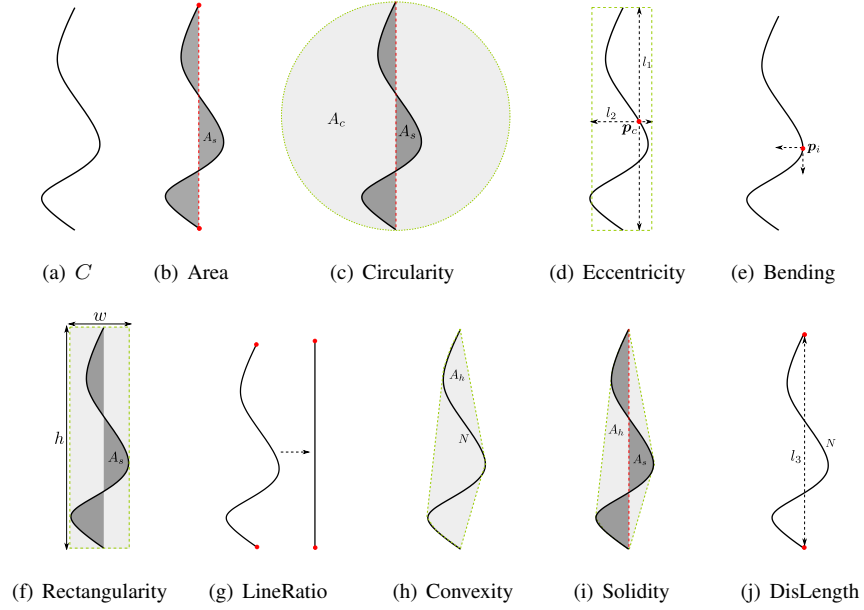 A_s
A_c A_s
l_1
l_2
p_c
p_i
(a) C (b) Area (c) Circularity (d) Eccentricity (e) Bending
w
h
A_s
A_h
N
A_h
A_s
l_3
N
(f) Rectangularity (g) LineRatio (h) Convexity (i) Solidity (j) DisLength